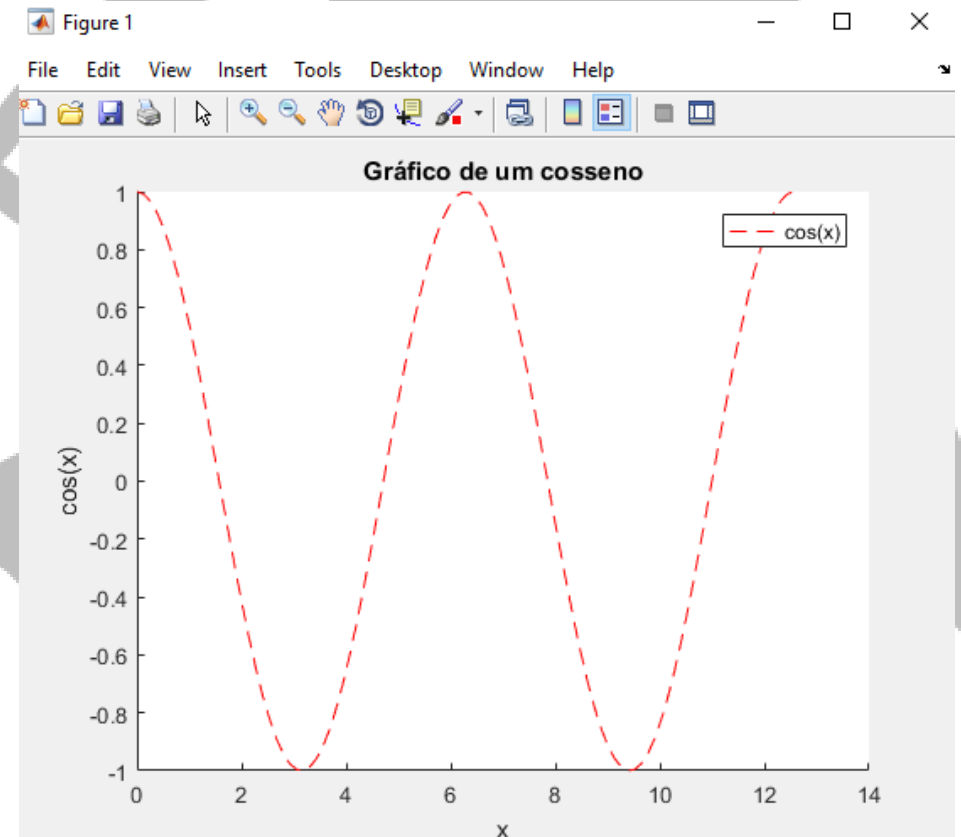 Figure 1
File Edit View Insert Tools Desktop Window Help
Gráfico de um cosseno
cos(x)
1
0.8
0.6
0.4
0.2
0
-0.2
-0.4
-0.6
-0.8
-1
cos(x)
0 2 4 6 8 10 12 14
x